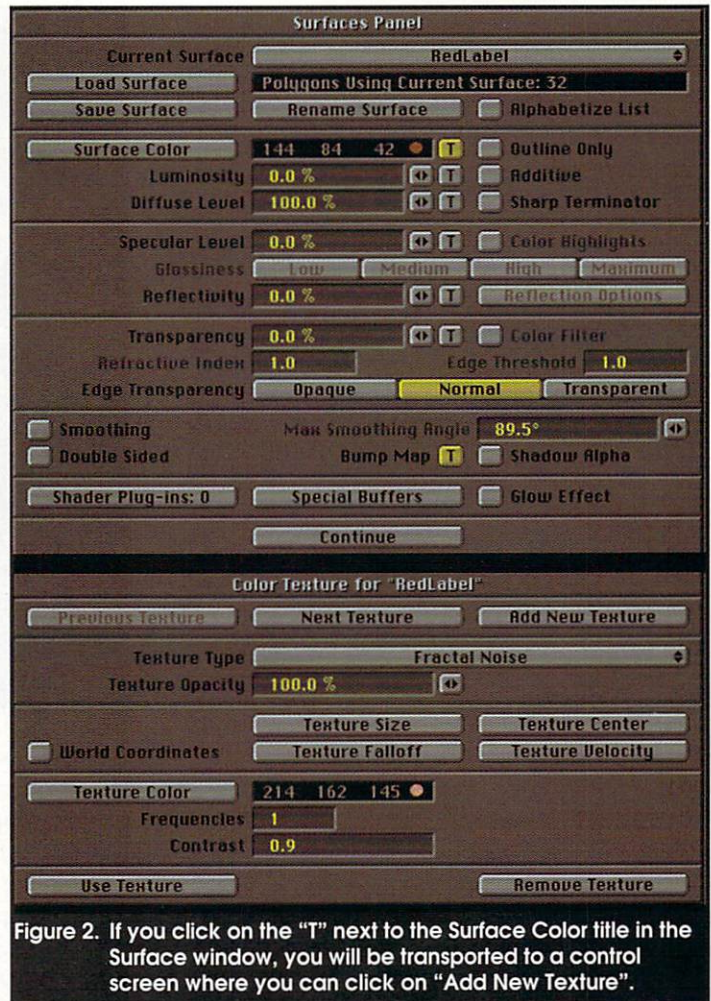 Surfaces Panel
Current Surface RedLabel
Load Surface Polygons Using Current Surface: 32
Save Surface Rename Surface Alphabetize List
Surface Color 144 84 42 T Outline Only
Luminosity 0.0 % T Additive
Diffuse Level 100.0 % T Sharp Terminator
Specular Level 0.0 % T Color Highlights
Glossiness Low Medium High Maximum
Reflectivity 0.0 % T Reflection Options
Transparency 0.0 % T Color Filter
Refractive Index 1.0 Edge Threshold 1.0
Edge Transparency Opaque Normal Transparent
Smoothing Max Smoothing Angle 89.5°
Double Sided Bump Map T Shadow Alpha
Shader Plug-ins: 0 Special Buffers Glow Effect
Continue
Color Texture for "RedLabel"
Previous Texture Next Texture Add New Texture
Texture Type Fractal Noise
Texture Opacity 100.0 %
Texture Size Texture Center
World Coordinates Texture Falloff Texture Velocity
Texture Color 214 162 145
Frequencies 1
Contrast 0.9
Use Texture Remove Texture
Figure 2. If you click on the “T” next to the Surface Color title in the
Surface window, you will be transported to a control
screen where you can click on “Add New Texture”.